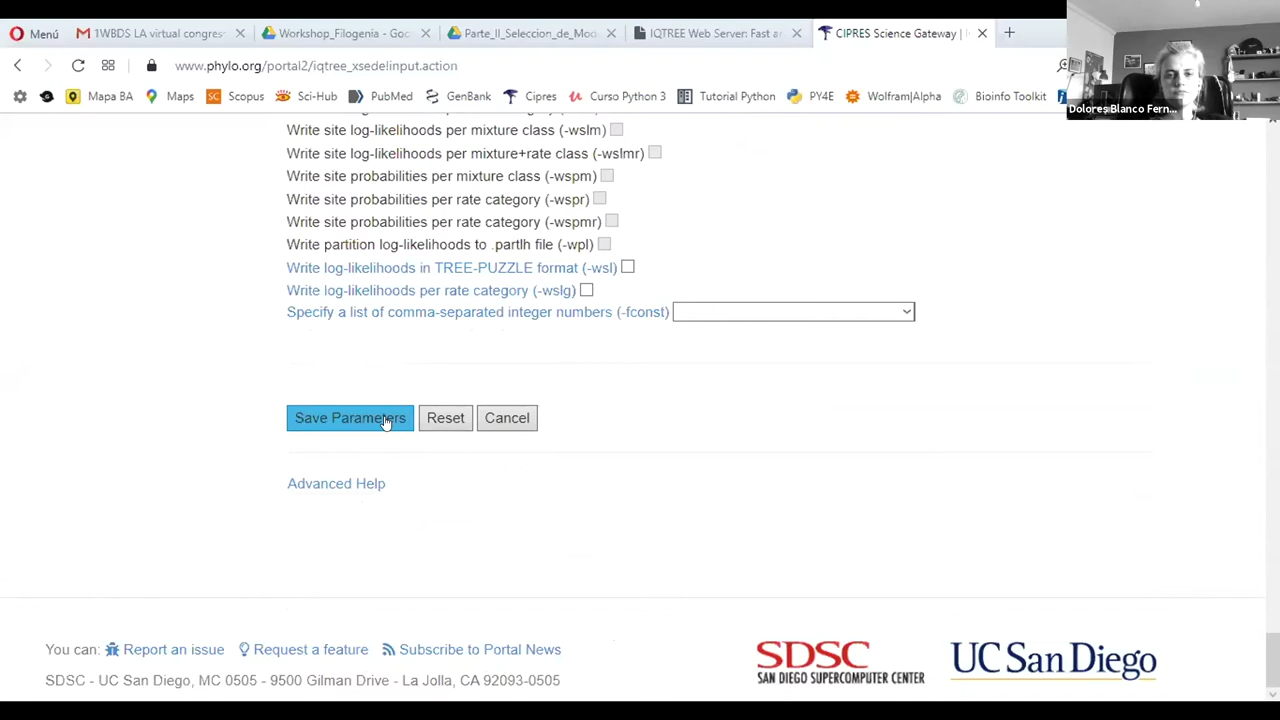 Menú
1WBDS LA virtual congres
Workshop_Filogenia - Goo
Parte_II_Seleccion_de_Mod
IQTREE Web Server: Fast an
CIPRES Science Gateway |
www.phylo.org/portal2/iqtree_xsedelinput.action
Mapa BA
Maps
Scopus
Sci-Hub
PubMed
GenBank
Cipres
Curso Python 3
Tutorial Python
PY4E
Wolfram|Alpha
Bioinfo Toolkit
Dolores Blanco Fern...
Write site log-likelihoods per mixture class (-wslm)
Write site log-likelihoods per mixture+rate class (-wslmr)
Write site probabilities per mixture class (-wspm)
Write site probabilities per rate category (-wspr)
Write site probabilities per rate category (-wspmr)
Write partition log-likelihoods to .partlh file (-wpl)
Write log-likelihoods in TREE-PUZZLE format (-wsl)
Write log-likelihoods per rate category (-wslg)
Specify a list of comma-separated integer numbers (-fconst)
Save Parameters Reset Cancel
Advanced Help
You can: Report an issue Request a feature Subscribe to Portal News
SDSC - UC San Diego, MC 0505 - 9500 Gilman Drive - La Jolla, CA 92093-0505
SDSC
SAN DIEGO SUPERCOMPUTER CENTER
UC San Diego